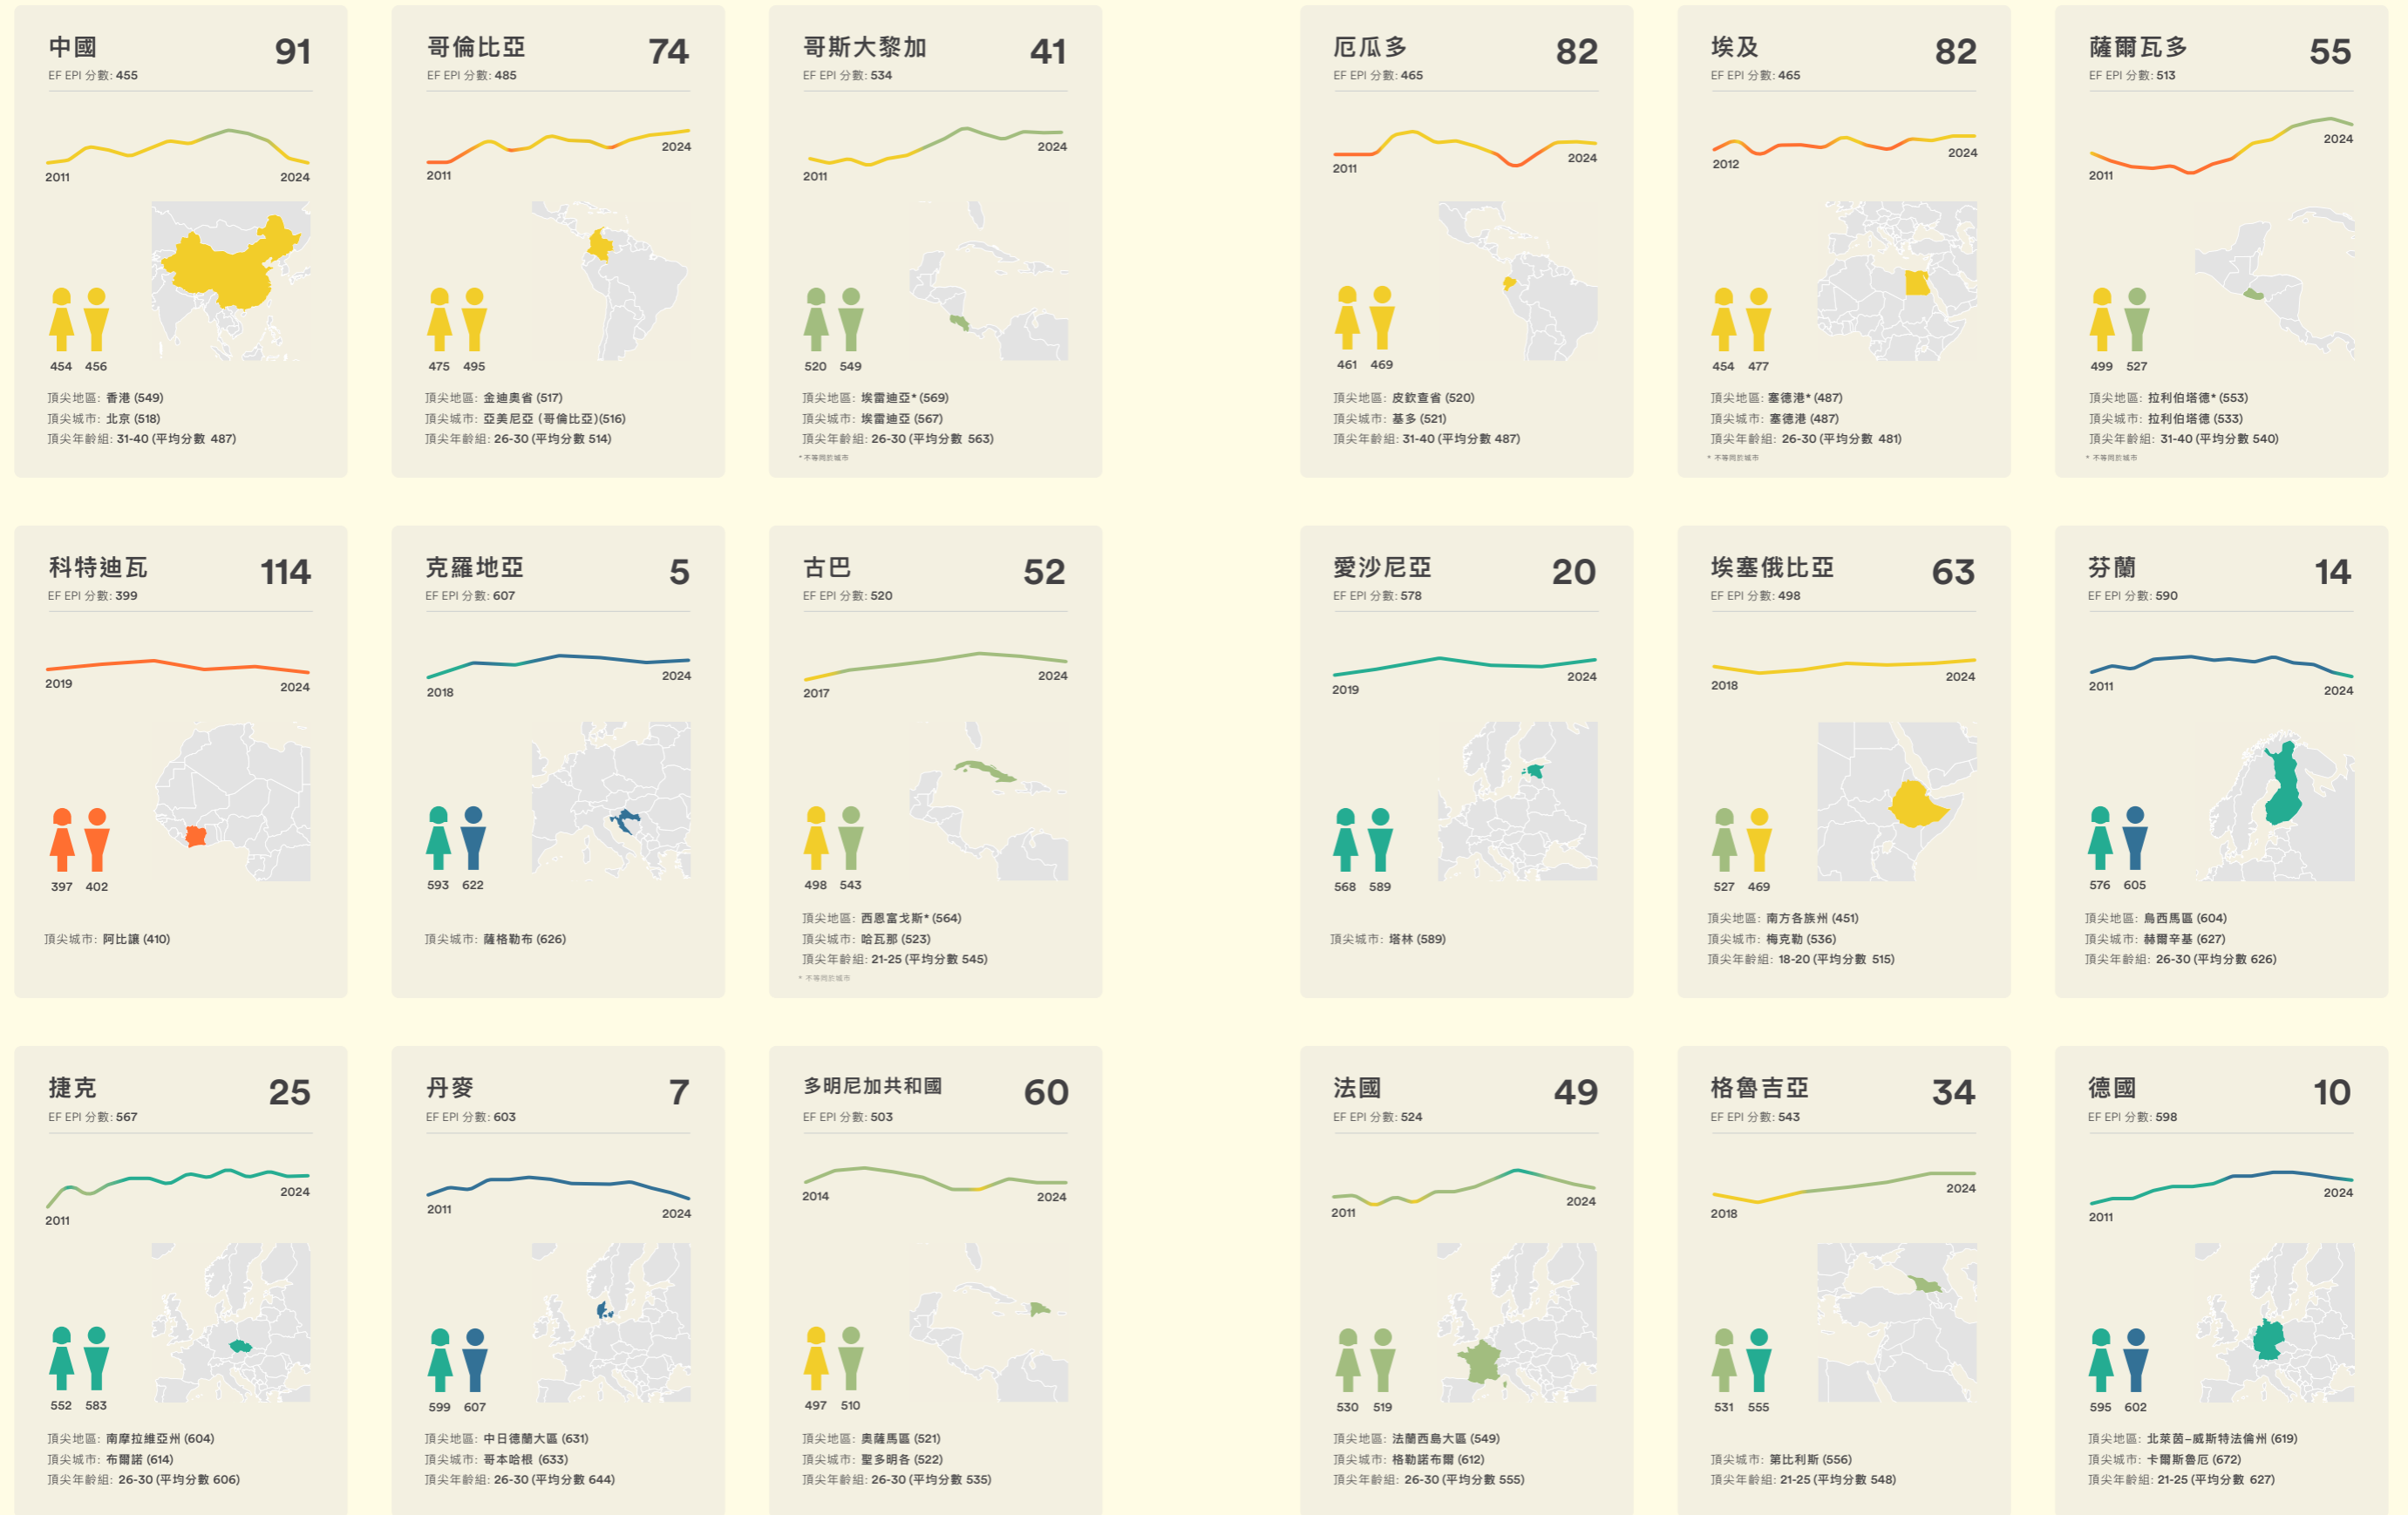 中國
91
EF EPI 分數: 455
2011
2024
454 456
頂尖地區: 香港 (549)
頂尖城市: 北京 (518)
頂尖年齡組: 31-40 (平均分數 487)
哥倫比亞
74
EF EPI 分數: 485
2011
2024
475 495
頂尖地區: 金迪奧省 (517)
頂尖城市: 亞美尼亞 (哥倫比亞)(516)
頂尖年齡組: 26-30 (平均分數 514)
哥斯大黎加
41
EF EPI 分數: 534
2011
2024
520 549
頂尖地區: 埃雷迪亞* (569)
頂尖城市: 埃雷迪亞 (567)
頂尖年齡組: 26-30 (平均分數 563)
* 不等同於城市
厄瓜多
82
EF EPI 分數: 465
2011
2024
461 469
頂尖地區: 皮欽查省 (520)
頂尖城市: 基多 (521)
頂尖年齡組: 31-40 (平均分數 487)
埃及
82
EF EPI 分數: 465
2012
2024
454 477
頂尖地區: 塞德港* (487)
頂尖城市: 塞德港 (487)
頂尖年齡組: 26-30 (平均分數 481)
* 不等同於城市
薩爾瓦多
55
EF EPI 分數: 513
2011
2024
499 527
頂尖地區: 拉利伯塔德* (553)
頂尖城市: 拉利伯塔德 (533)
頂尖年齡組: 31-40 (平均分數 540)
* 不等同於城市
科特迪瓦
114
EF EPI 分數: 399
2019
2024
397 402
頂尖城市: 阿比讓 (410)
克羅地亞
5
EF EPI 分數: 607
2018
2024
593 622
頂尖城市: 薩格勒布 (626)
古巴
52
EF EPI 分數: 520
2017
2024
498 543
頂尖地區: 西恩富戈斯* (564)
頂尖城市: 哈瓦那 (523)
頂尖年齡組: 21-25 (平均分數 545)
* 不等同於城市
愛沙尼亞
20
EF EPI 分數: 578
2019
2024
568 589
頂尖城市: 塔林 (589)
埃塞俄比亞
63
EF EPI 分數: 498
2018
2024
527 469
頂尖地區: 南方各族州 (451)
頂尖城市: 梅克勒 (536)
頂尖年齡組: 18-20 (平均分數 515)
芬蘭
14
EF EPI 分數: 590
2011
2024
576 605
頂尖地區: 烏西馬區 (604)
頂尖城市: 赫爾辛基 (627)
頂尖年齡組: 26-30 (平均分數 626)
捷克
25
EF EPI 分數: 567
2011
2024
552 583
頂尖地區: 南摩拉維亞州 (604)
頂尖城市: 布爾諾 (614)
頂尖年齡組: 26-30 (平均分數 606)
丹麥
7
EF EPI 分數: 603
2011
2024
599 607
頂尖地區: 中日德蘭大區 (631)
頂尖城市: 哥本哈根 (633)
頂尖年齡組: 26-30 (平均分數 644)
多明尼加共和國
60
EF EPI 分數: 503
2014
2024
497 510
頂尖地區: 奧薩馬區 (521)
頂尖城市: 聖多明各 (522)
頂尖年齡組: 26-30 (平均分數 535)
法國
49
EF EPI 分數: 524
2011
2024
530 519
頂尖地區: 法蘭西島大區 (549)
頂尖城市: 格勒諾布爾 (612)
頂尖年齡組: 26-30 (平均分數 555)
格魯吉亞
34
EF EPI 分數: 543
2018
2024
531 555
頂尖城市: 第比利斯 (556)
頂尖年齡組: 21-25 (平均分數 548)
德國
10
EF EPI 分數: 598
2011
2024
595 602
頂尖地區: 北萊茵–威斯特法倫州 (619)
頂尖城市: 卡爾斯魯厄 (672)
頂尖年齡組: 21-25 (平均分數 627)